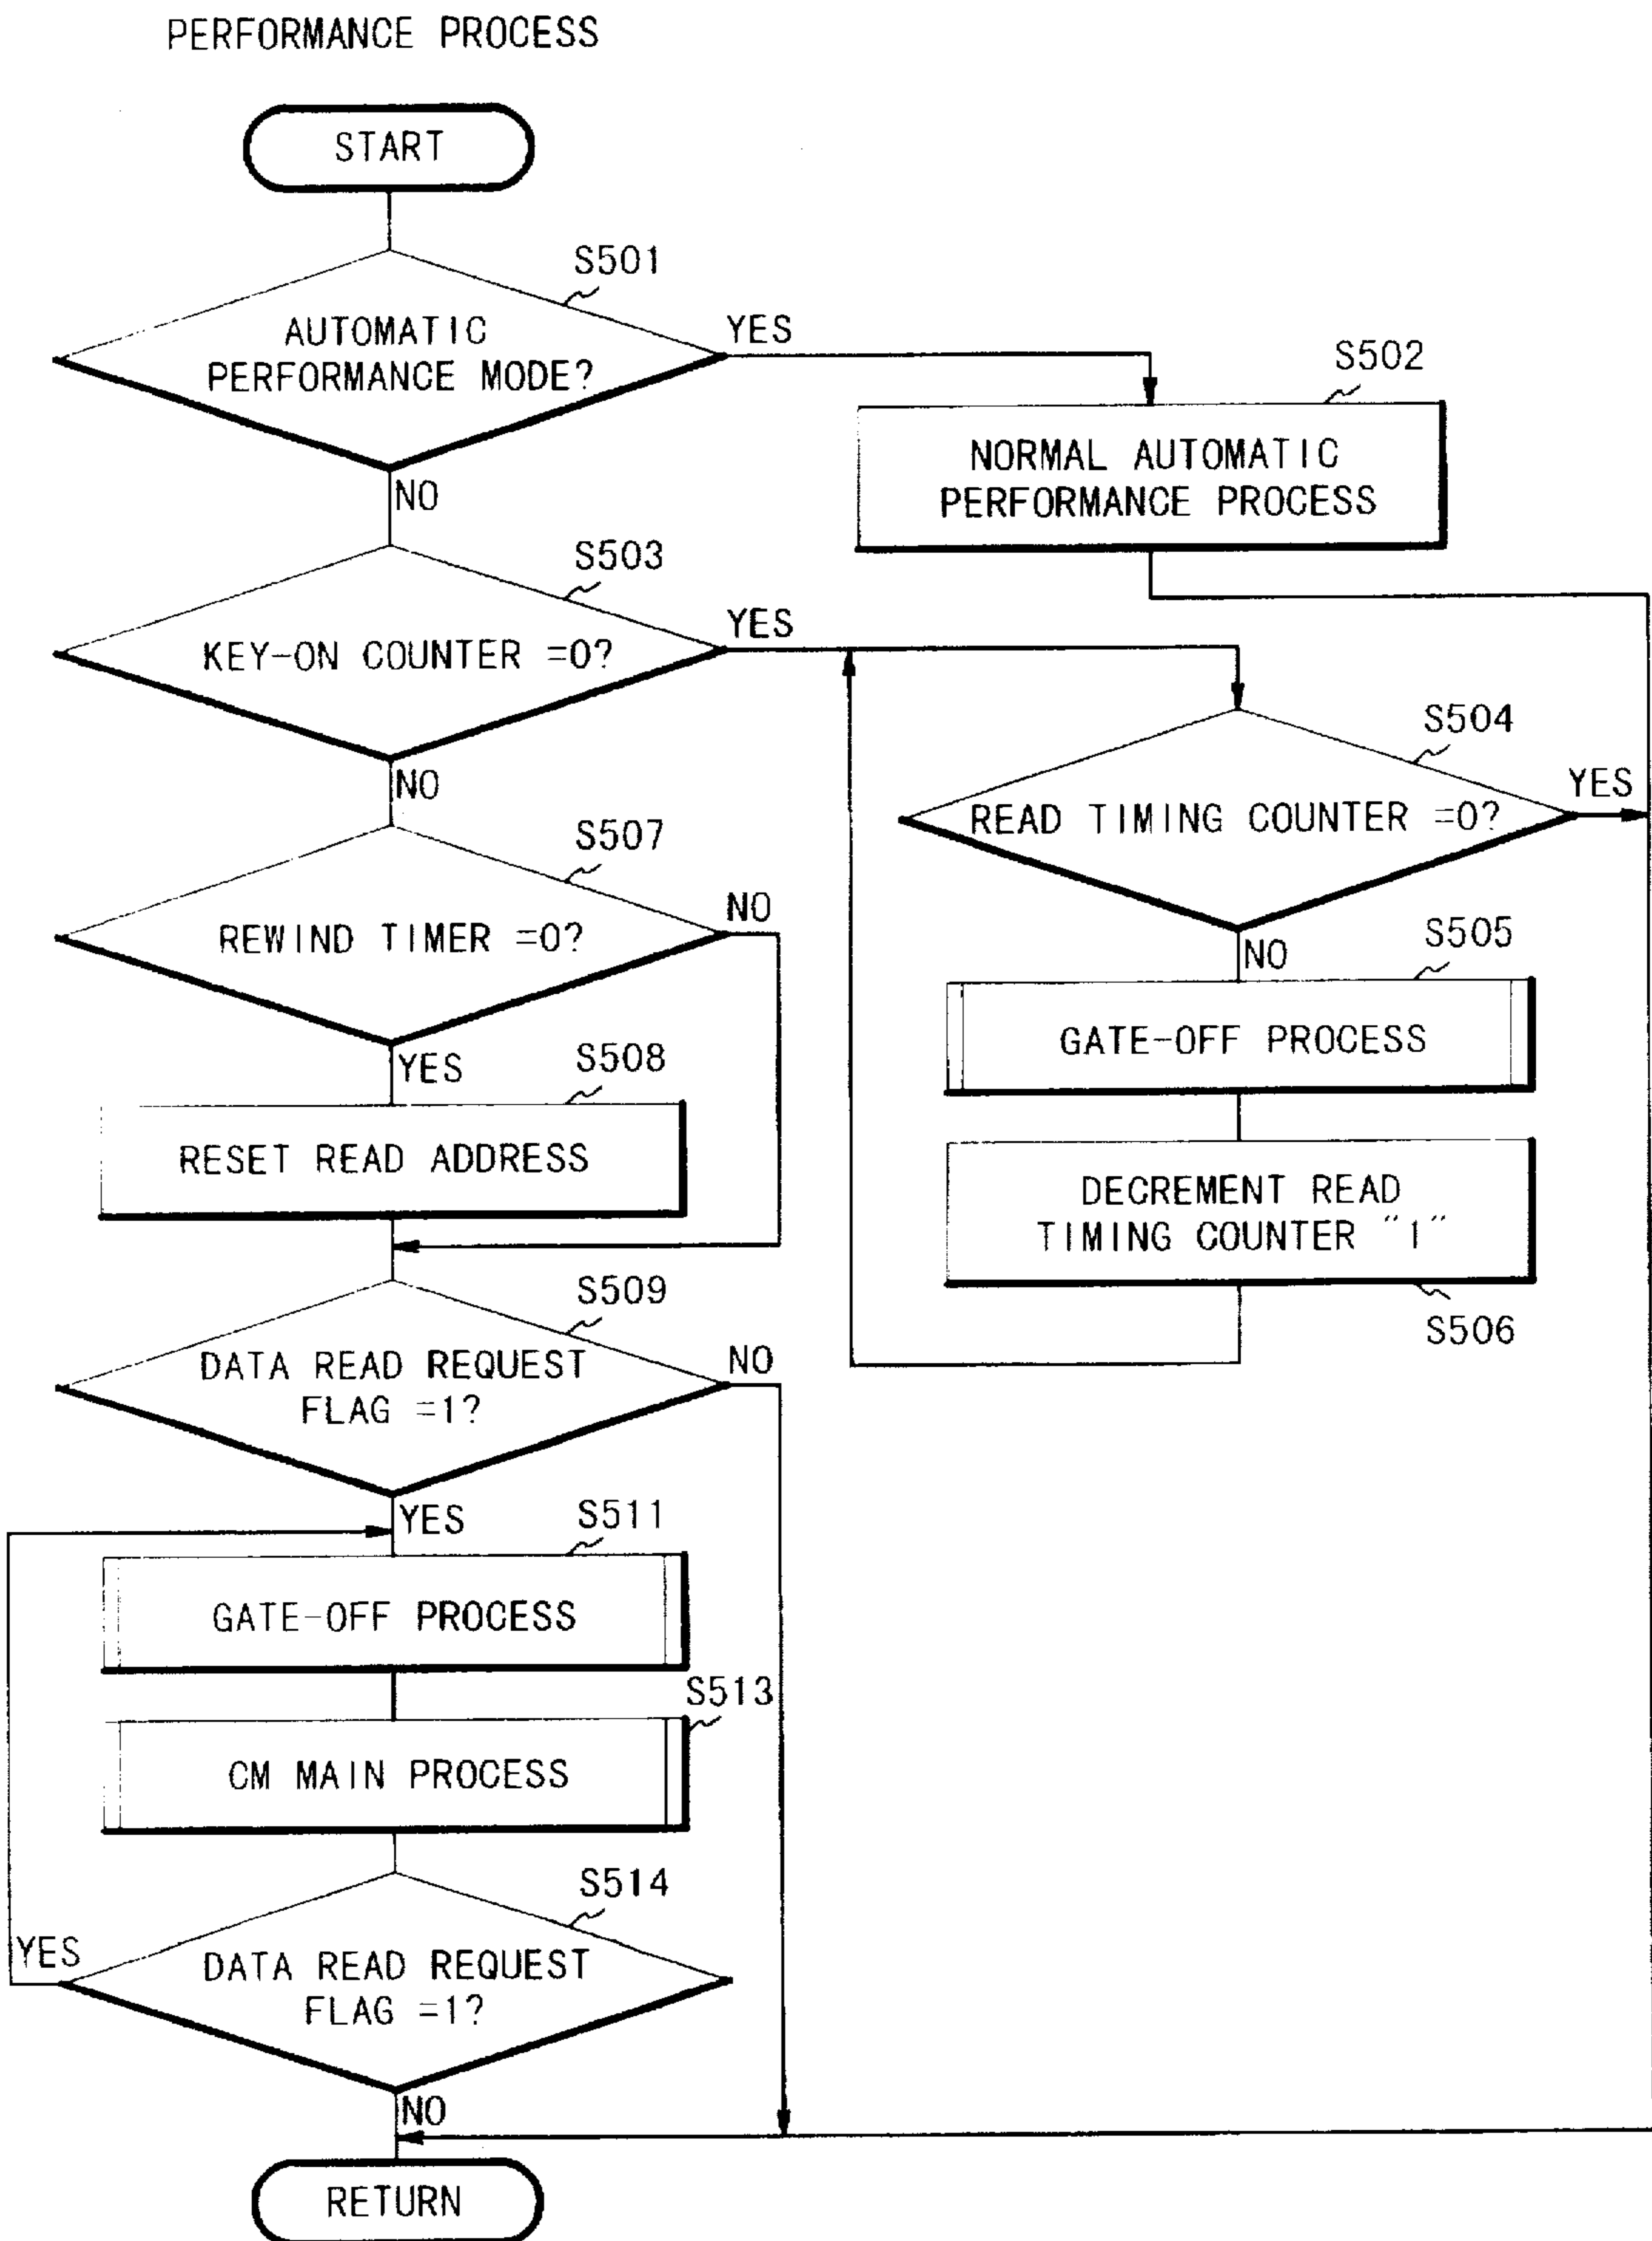 PERFORMANCE PROCESS
START
S501
AUTOMATIC
PERFORMANCE MODE?
YES
NO
S502
NORMAL AUTOMATIC
PERFORMANCE PROCESS
S503
KEY-ON COUNTER =0?
YES
NO
S504
READ TIMING COUNTER =0?
YES
NO
S505
GATE-OFF PROCESS
DECREMENT READ
TIMING COUNTER "1"
S506
S507
REWIND TIMER =0?
NO
YES
S508
RESET READ ADDRESS
S509
DATA READ REQUEST
FLAG =1?
NO
YES
S511
GATE-OFF PROCESS
S513
CM MAIN PROCESS
S514
DATA READ REQUEST
FLAG =1?
YES
NO
RETURN